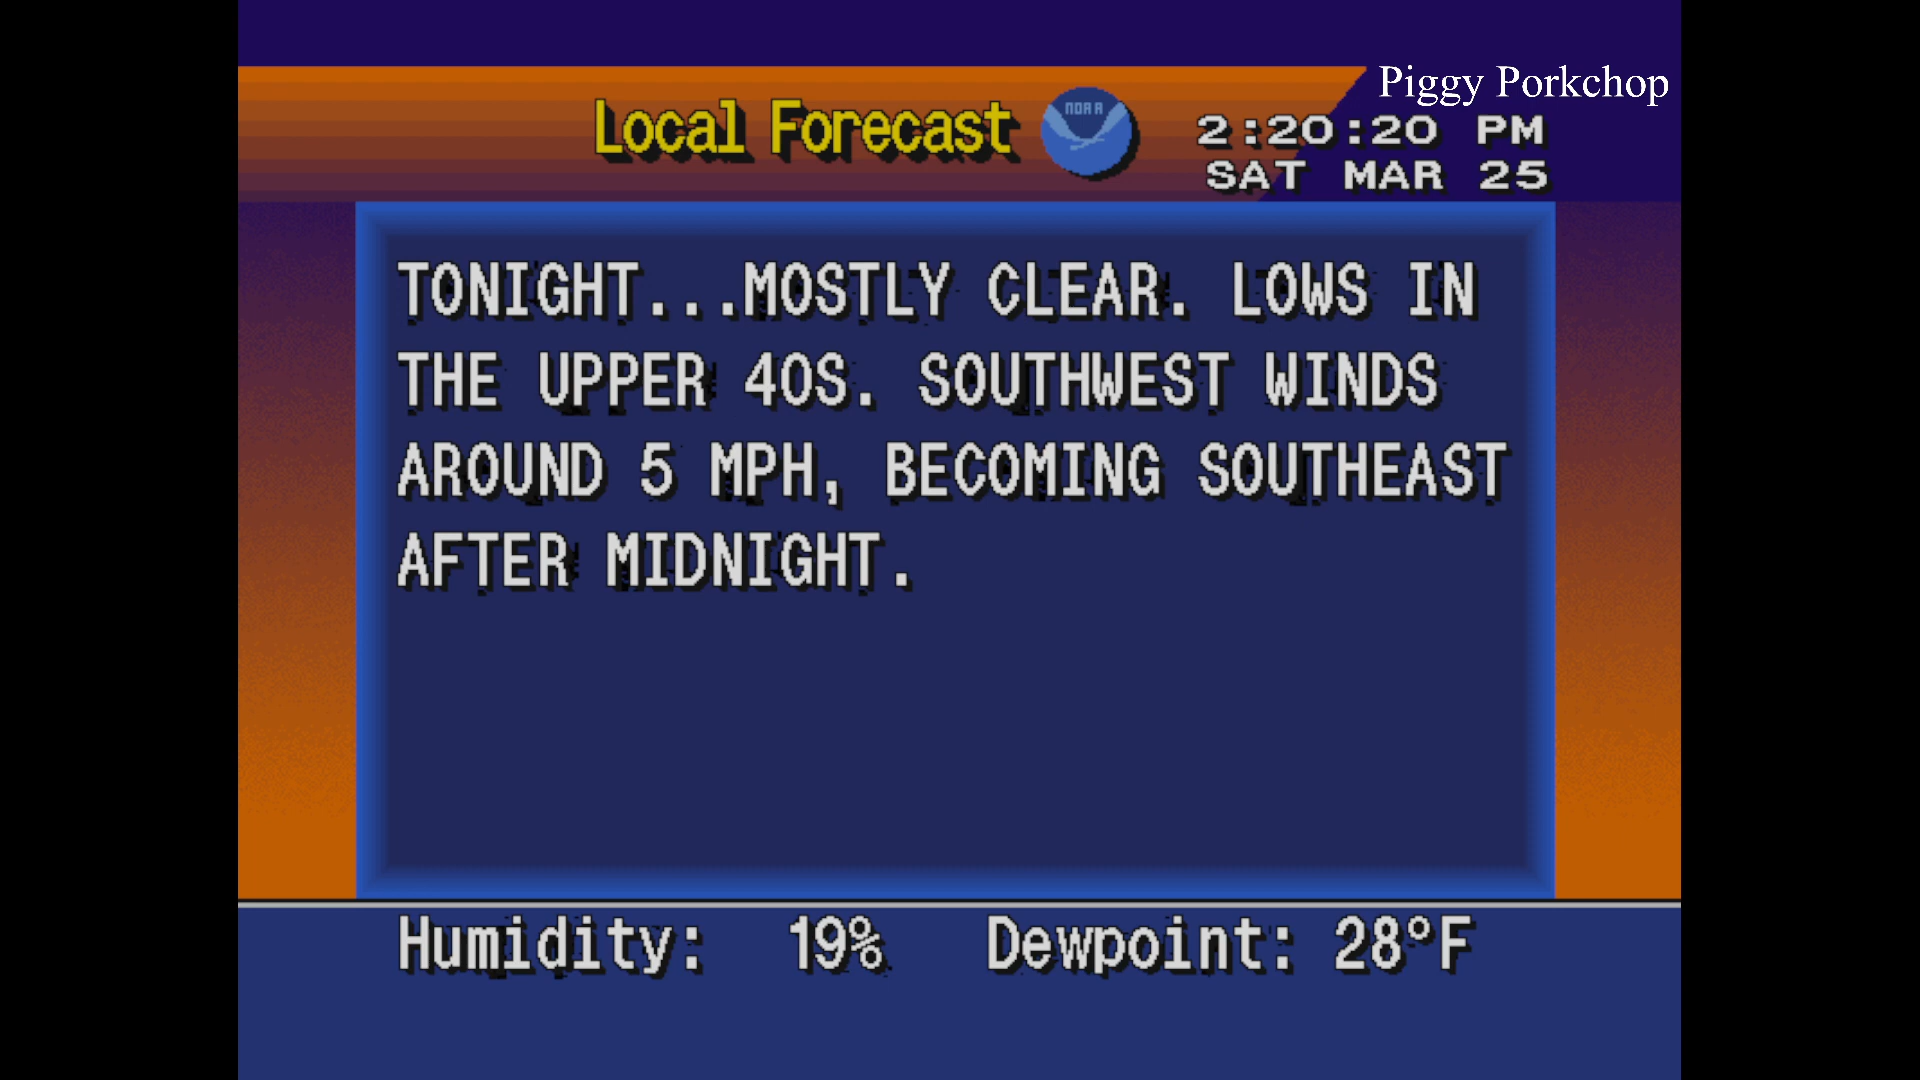 Piggy Porkchop
Local Forecast
NOAA
2:20:20 PM
SAT MAR 25
TONIGHT...MOSTLY CLEAR. LOWS IN
THE UPPER 40S. SOUTHWEST WINDS
AROUND 5 MPH, BECOMING SOUTHEAST
AFTER MIDNIGHT.
Humidity: 19% Dewpoint: 28°F